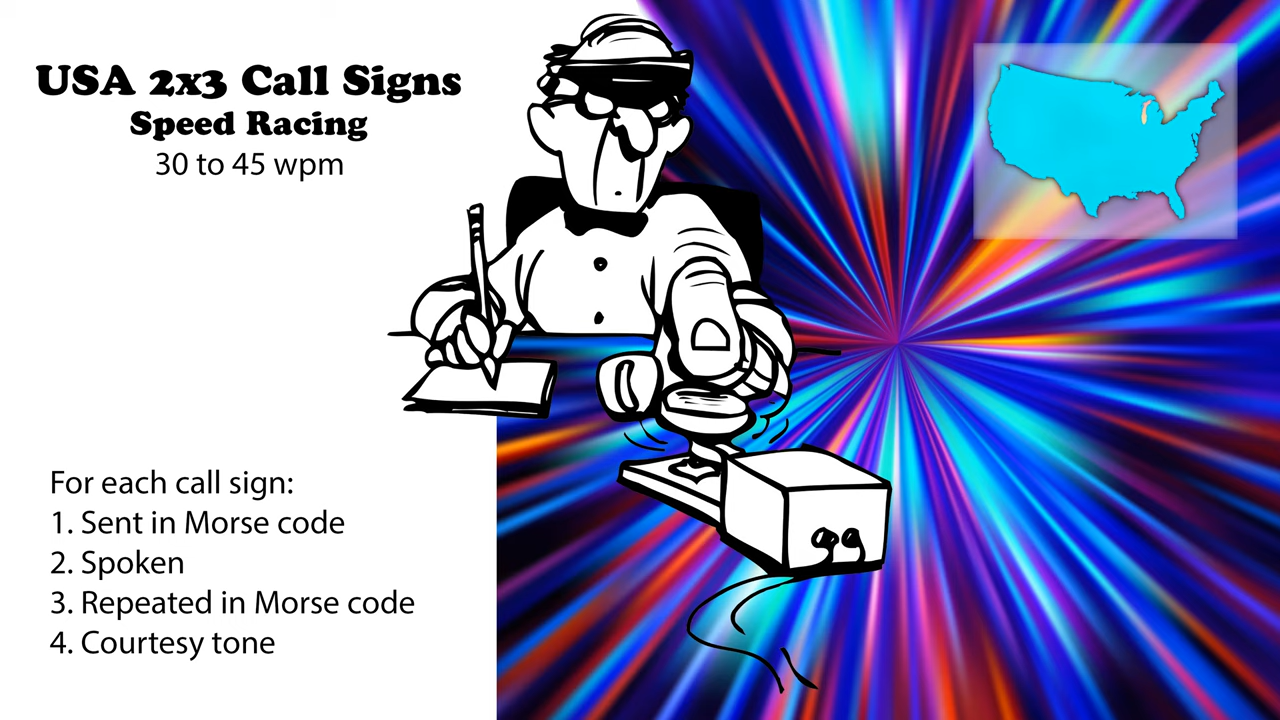 USA 2x3 Call Signs
Speed Racing
30 to 45 wpm
For each call sign:
1. Sent in Morse code
2. Spoken
3. Repeated in Morse code
4. Courtesy tone